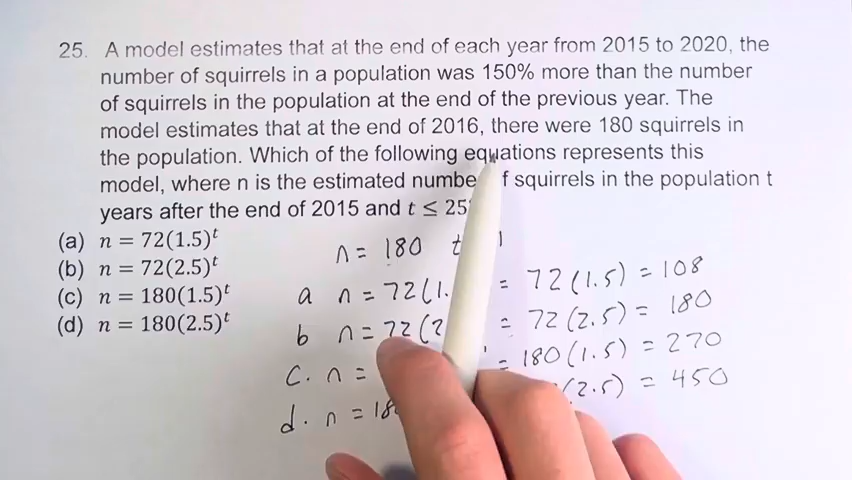 25. A model estimates that at the end of each year from 2015 to 2020, the
number of squirrels in a population was 150% more than the number
of squirrels in the population at the end of the previous year. The
model estimates that at the end of 2016, there were 180 squirrels in
the population. Which of the following equations represents this
model, where n is the estimated numbe f squirrels in the population t
years after the end of 2015 and t ≤ 25
(a) n = 72(1.5)^t
(b) n = 72(2.5)^t
(c) n = 180(1.5)^t
(d) n = 180(2.5)^t
n = 180 t 1
a n = 72(1. = 72(1.5) = 108
b n = 72(2 = 72(2.5) = 180
c. n = = 180(1.5) = 270
d. n = 18 (2.5) = 450